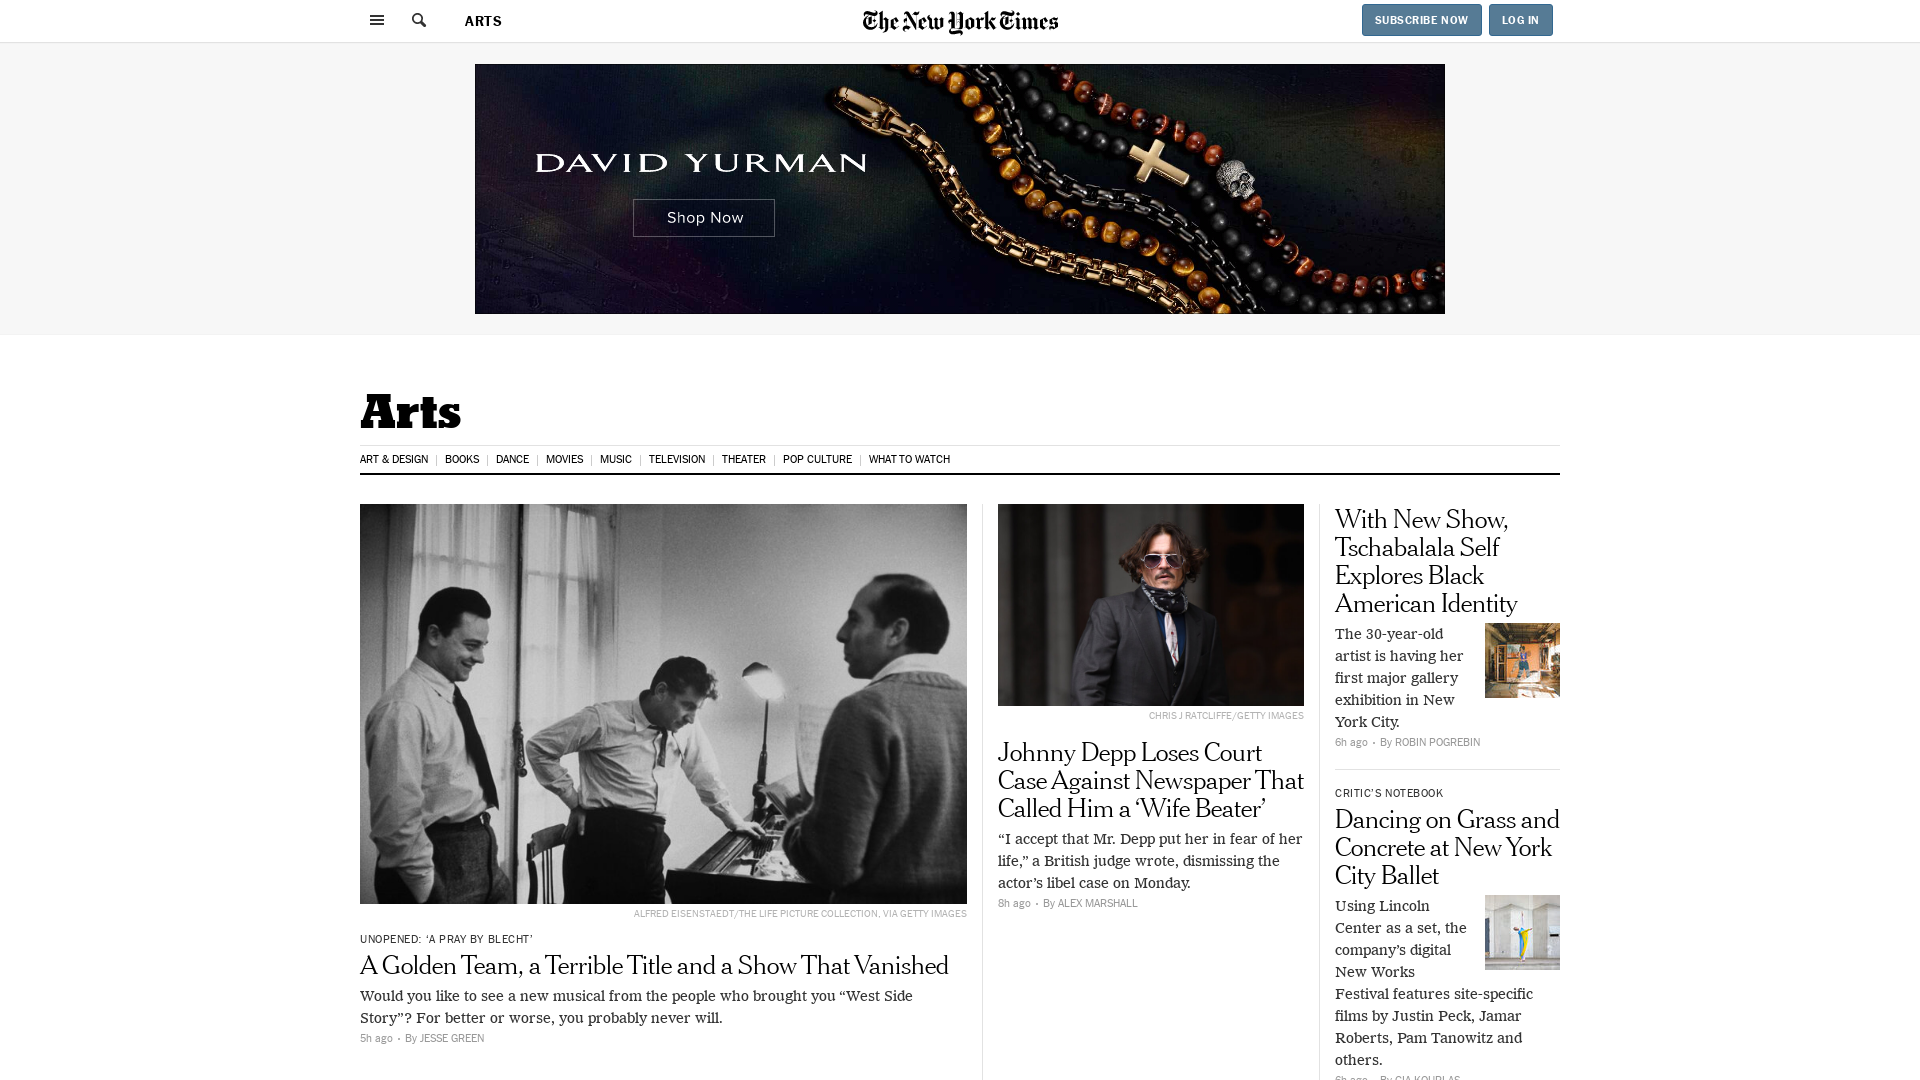 ARTS
The New York Times
SUBSCRIBE NOW
LOG IN
DAVID YURMAN
Shop Now
Arts
ART & DESIGN
BOOKS
DANCE
MOVIES
MUSIC
TELEVISION
THEATER
POP CULTURE
WHAT TO WATCH
ALFRED EISENSTAEDT/THE LIFE PICTURE COLLECTION, VIA GETTY IMAGES
UNOPENED: ‘A PRAY BY BLECHT’
A Golden Team, a Terrible Title and a Show That Vanished
Would you like to see a new musical from the people who brought you “West Side
Story”? For better or worse, you probably never will.
5h ago · By JESSE GREEN
CHRIS J RATCLIFFE/GETTY IMAGES
Johnny Depp Loses Court
Case Against Newspaper That
Called Him a ‘Wife Beater’
“I accept that Mr. Depp put her in fear of her
life,” a British judge wrote, dismissing the
actor’s libel case on Monday.
8h ago · By ALEX MARSHALL
With New Show,
Tschabalala Self
Explores Black
American Identity
The 30-year-old
artist is having her
first major gallery
exhibition in New
York City.
6h ago · By ROBIN POGREBIN
CRITIC’S NOTEBOOK
Dancing on Grass and
Concrete at New York
City Ballet
Using Lincoln
Center as a set, the
company’s digital
New Works
Festival features site-specific
films by Justin Peck, Jamar
Roberts, Pam Tanowitz and
others.
6h ago · By GIA KOURLAS